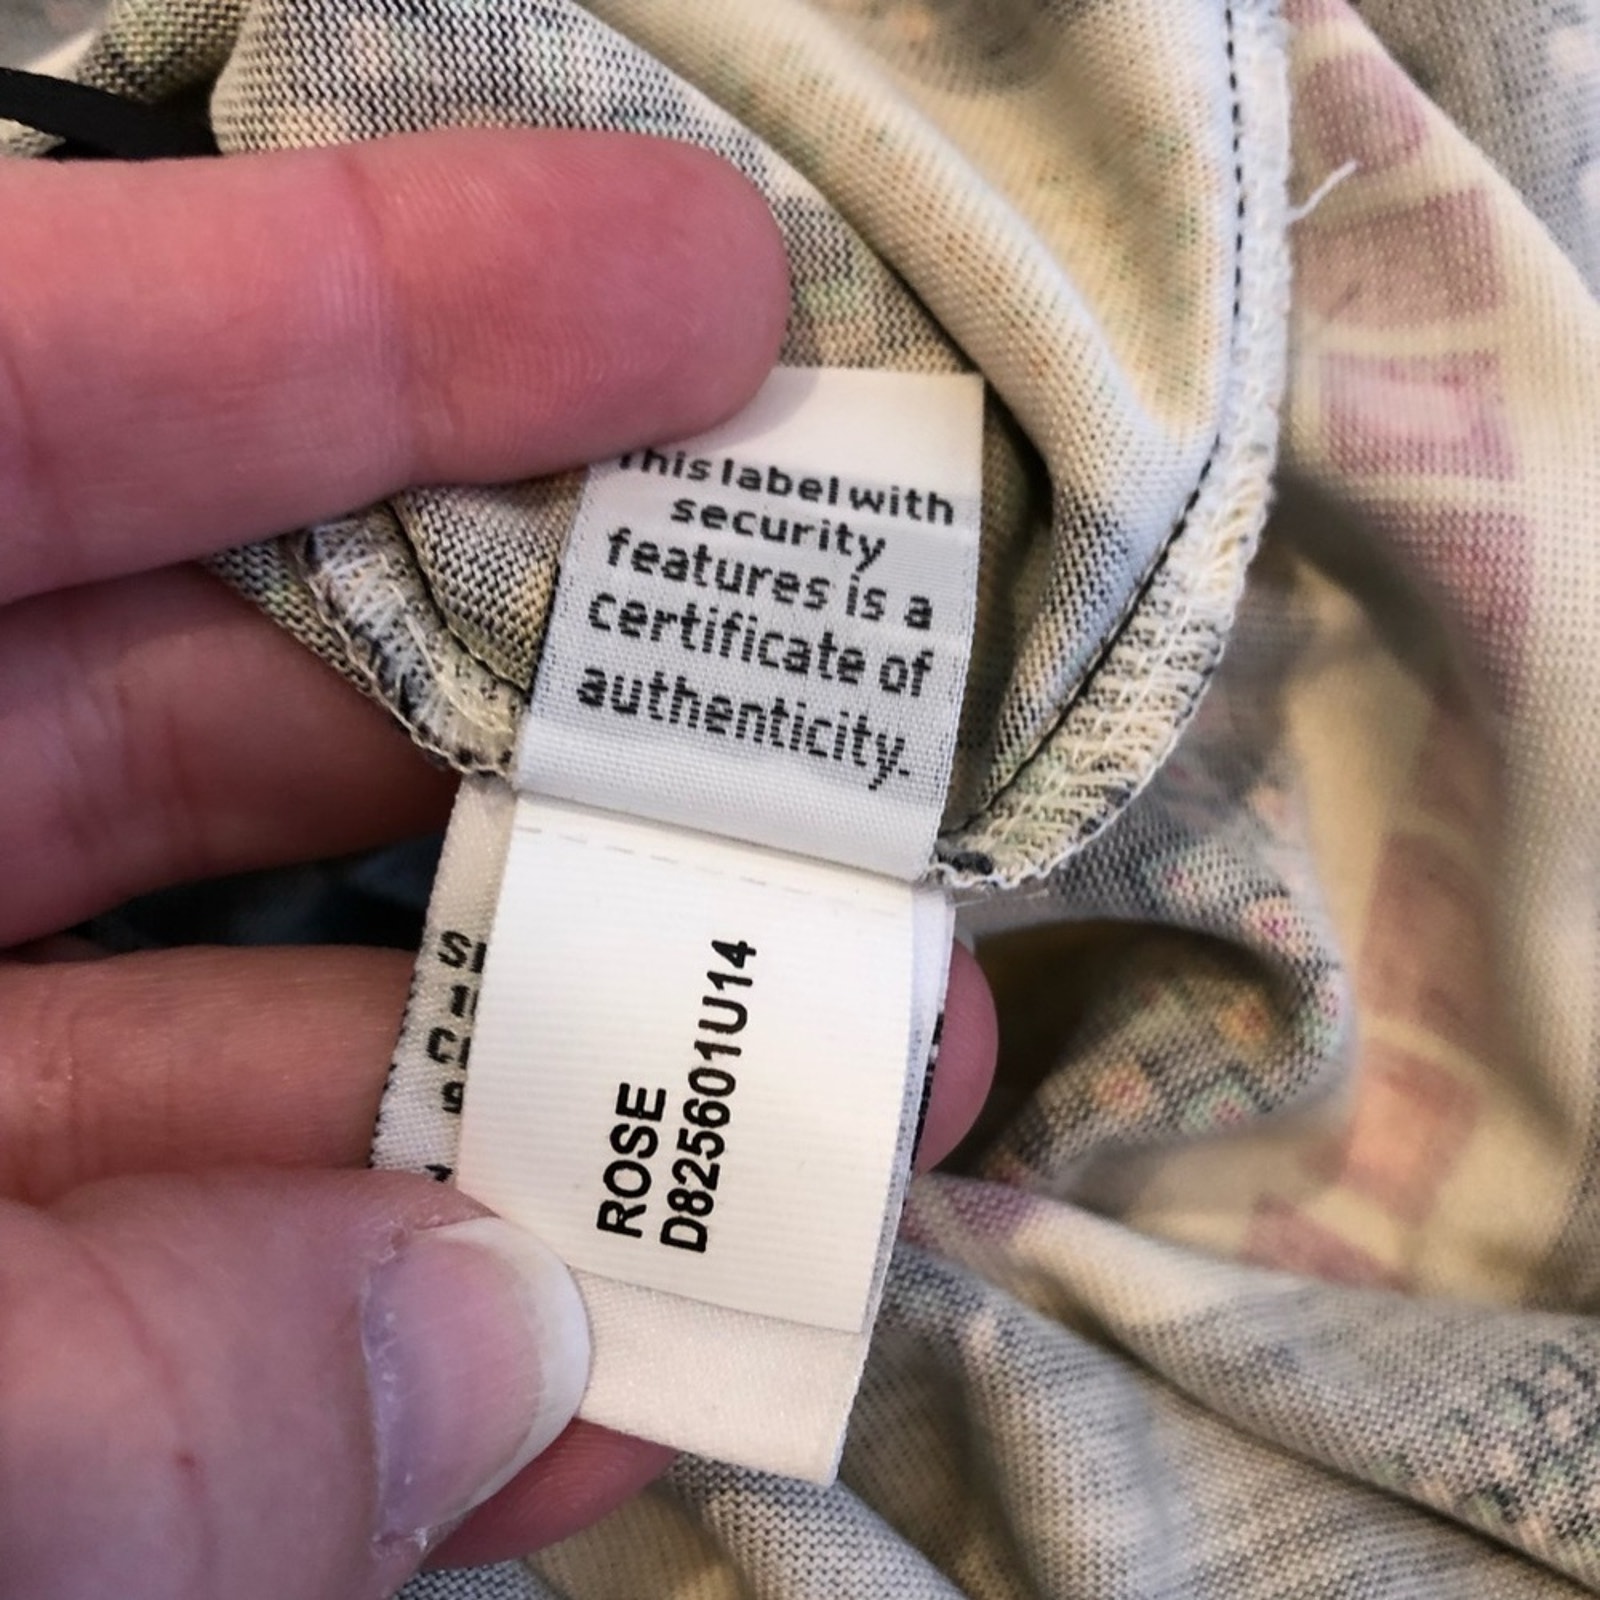 This label with
security
features is a
certificate of
authenticity.
ROSE
D825601U14